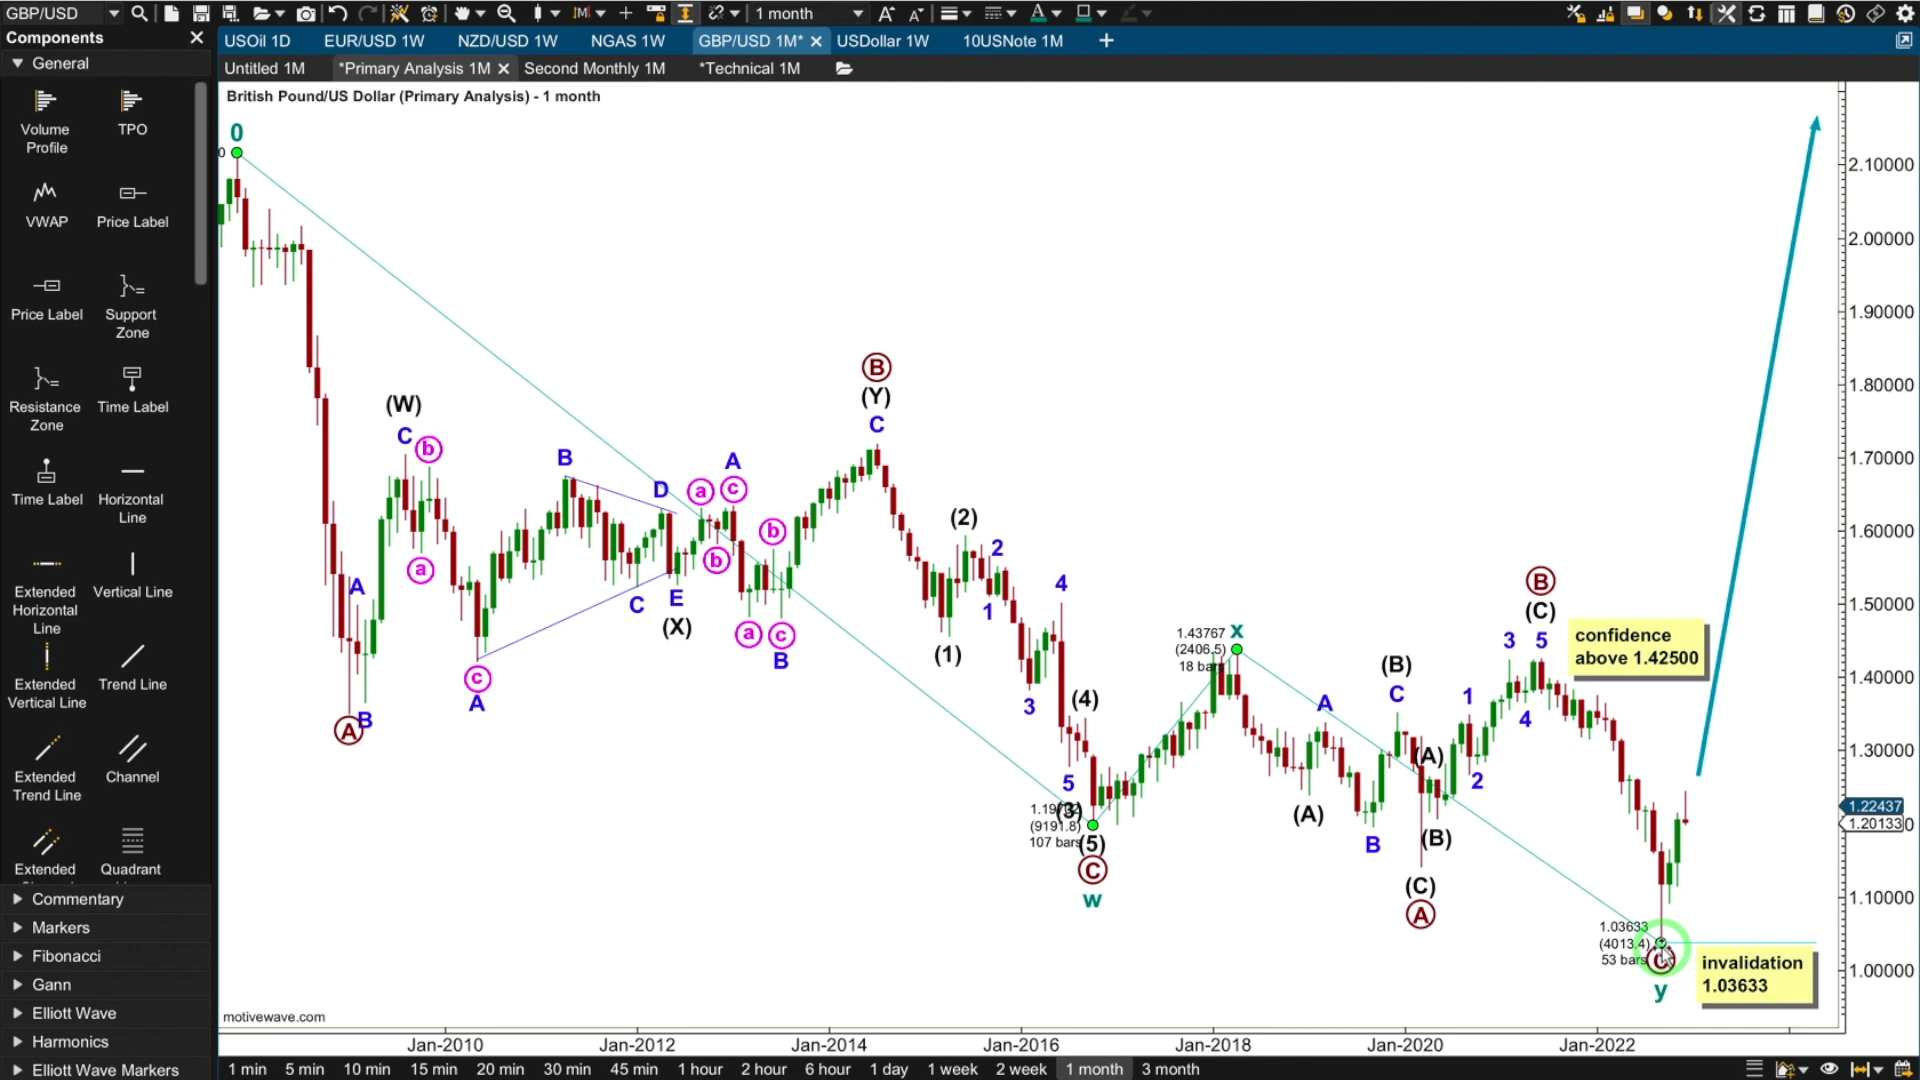 GBP/USD
1 month
Components
USOil 1D
EUR/USD 1W
NZD/USD 1W
NGAS 1W
GBP/USD 1M*
USDollar 1W
10USNote 1M
General
Untitled 1M
*Primary Analysis 1M
Second Monthly 1M
*Technical 1M
British Pound/US Dollar (Primary Analysis) - 1 month
Volume
Profile
TPO
VWAP
Price Label
Price Label
Support
Zone
Resistance
Zone
Time Label
Time Label
Horizontal
Line
Extended
Horizontal
Line
Vertical Line
Extended
Vertical Line
Trend Line
Extended
Trend Line
Channel
Extended
Quadrant
Commentary
Markers
Fibonacci
Gann
Elliott Wave
Harmonics
Elliott Wave Markers
0
0
(W)
C
b
a
A
B
A
c
A
B
D
C
E
(X)
a
b
A
c
b
a
c
B
B
(Y)
C
(1)
(2)
1
2
3
4
5
(3)
(4)
1.19
(9191.8)
107 bars
(5)
C
w
1.43767
(2406.5)
18 bars
x
(A)
A
B
(B)
C
(C)
A
(A)
(B)
1
2
3
4
5
(C)
B
confidence
above 1.42500
1.03633
(4013.4)
53 bars
C
y
invalidation
1.03633
2.10000
2.00000
1.90000
1.80000
1.70000
1.60000
1.50000
1.40000
1.30000
1.22437
1.20133
1.10000
1.00000
motivewave.com
Jan-2010
Jan-2012
Jan-2014
Jan-2016
Jan-2018
Jan-2020
Jan-2022
1 min
5 min
10 min
15 min
20 min
30 min
45 min
1 hour
2 hour
6 hour
1 day
1 week
2 week
1 month
3 month